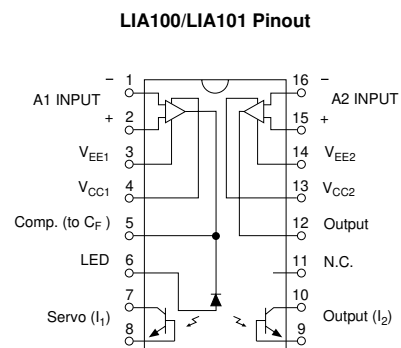 LIA100/LIA101 Pinout
− 1 16 −
A1 INPUT A2 INPUT
+ 2 15 +
VEE1 3 14 VEE2
VCC1 4 13 VCC2
Comp. (to CF ) 5 12 Output
LED 6 11 N.C.
7 10
Servo (I1) Output (I2)
8 9